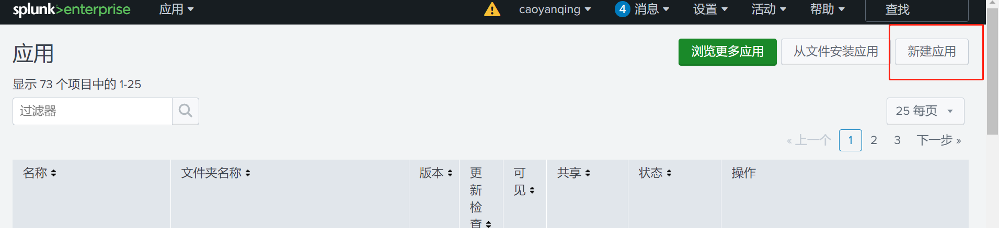 splunk>enterprise 应用 caoyanqing 4 消息 设置 活动 帮助 查找
应用 浏览更多应用 从文件安装应用 新建应用
显示 73 个项目中的 1-25
过滤器 25 每页
« 上一个 1 2 3 下一步 »
名称 文件夹名称 版本 更新检查 可见 共享 状态 操作